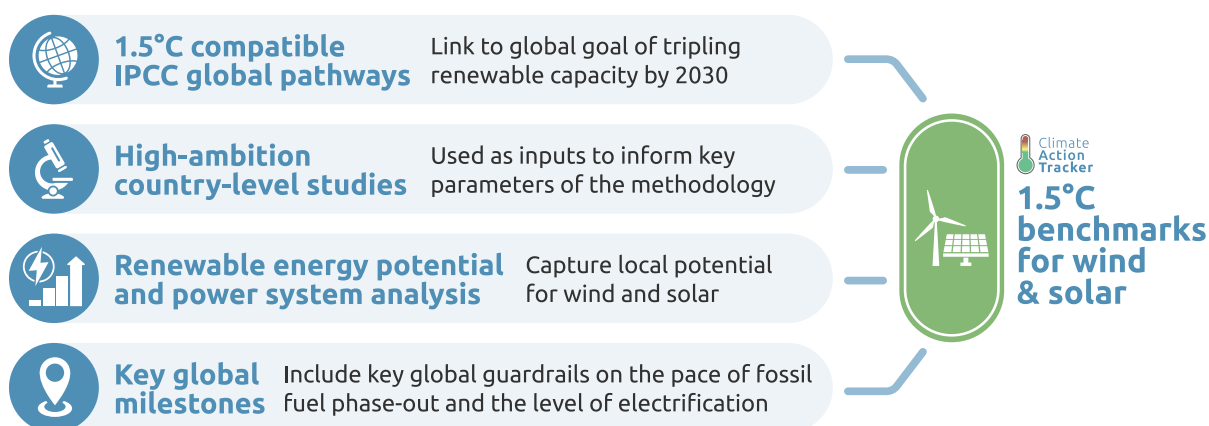 1.5°C compatible
IPCC global pathways
Link to global goal of tripling
renewable capacity by 2030
High-ambition
country-level studies
Used as inputs to inform key
parameters of the methodology
Renewable energy potential
and power system analysis
Capture local potential
for wind and solar
Key global
milestones
Include key global guardrails on the pace of fossil
fuel phase-out and the level of electrification
Climate
Action
Tracker
1.5°C
benchmarks
for wind
& solar